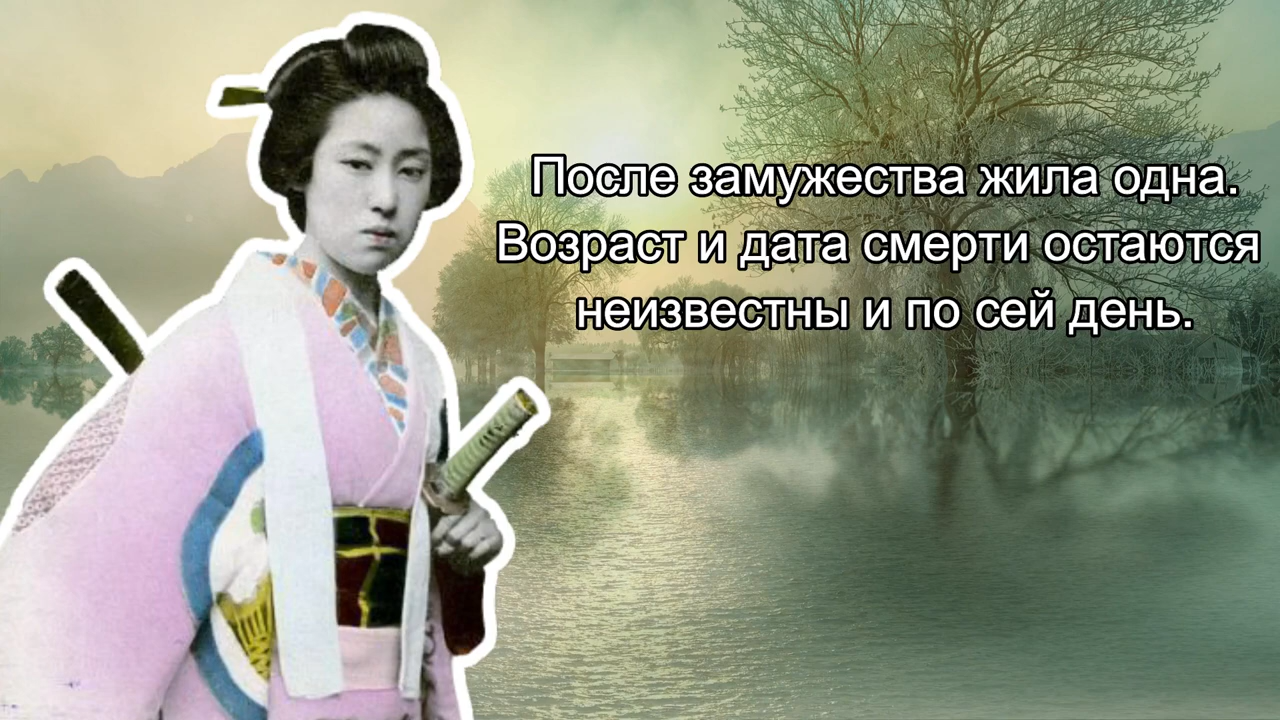 После замужества жила одна.
Возраст и дата смерти остаются
неизвестны и по сей день.